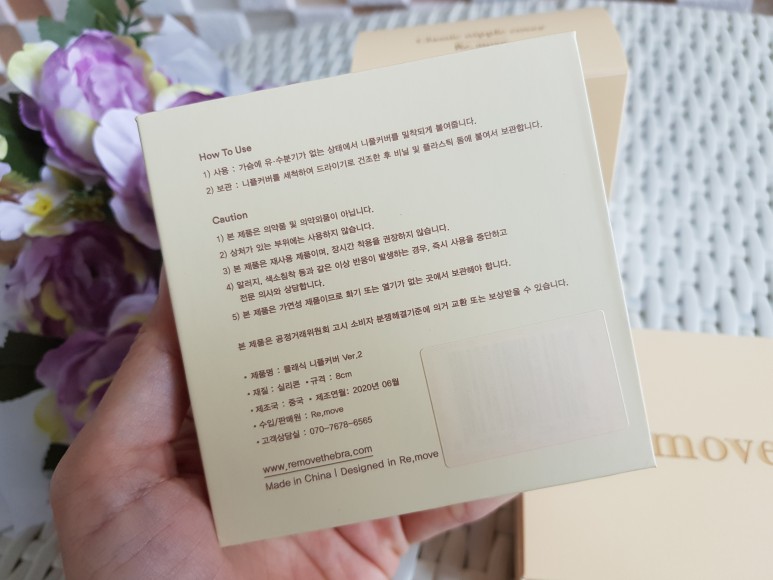 Classic nipple cover
Re,move
How To Use
1) 사용 : 가슴에 유·수분기가 없는 상태에서 니플커버를 밀착되게 붙여줍니다.
2) 보관 : 니플커버를 세척하여 드라이기로 건조한 후 비닐 및 플라스틱 돔에 붙여서 보관합니다.
Caution
1) 본 제품은 의약품 및 의약외품이 아닙니다.
2) 상처가 있는 부위에는 사용하지 않습니다.
3) 본 제품은 재사용 제품이며, 장시간 착용을 권장하지 않습니다.
4) 알러지, 색소침착 등과 같은 이상 반응이 발생하는 경우, 즉시 사용을 중단하고
전문 의사와 상담합니다.
5) 본 제품은 가연성 제품이므로 화기 또는 열기가 없는 곳에서 보관해야 합니다.
본 제품은 공정거래위원회 고시 소비자 분쟁해결기준에 의거 교환 또는 보상받을 수 있습니다.
• 제품명 : 클래식 니플커버 Ver.2
• 재질 : 실리콘 • 규격 : 8cm
• 제조국 : 중국 • 제조연월: 2020년 06월
• 수입/판매원 : Re,move
• 고객상담실 : 070-7678-6565
www.removethebra.com
Made in China | Designed in Re,move
move